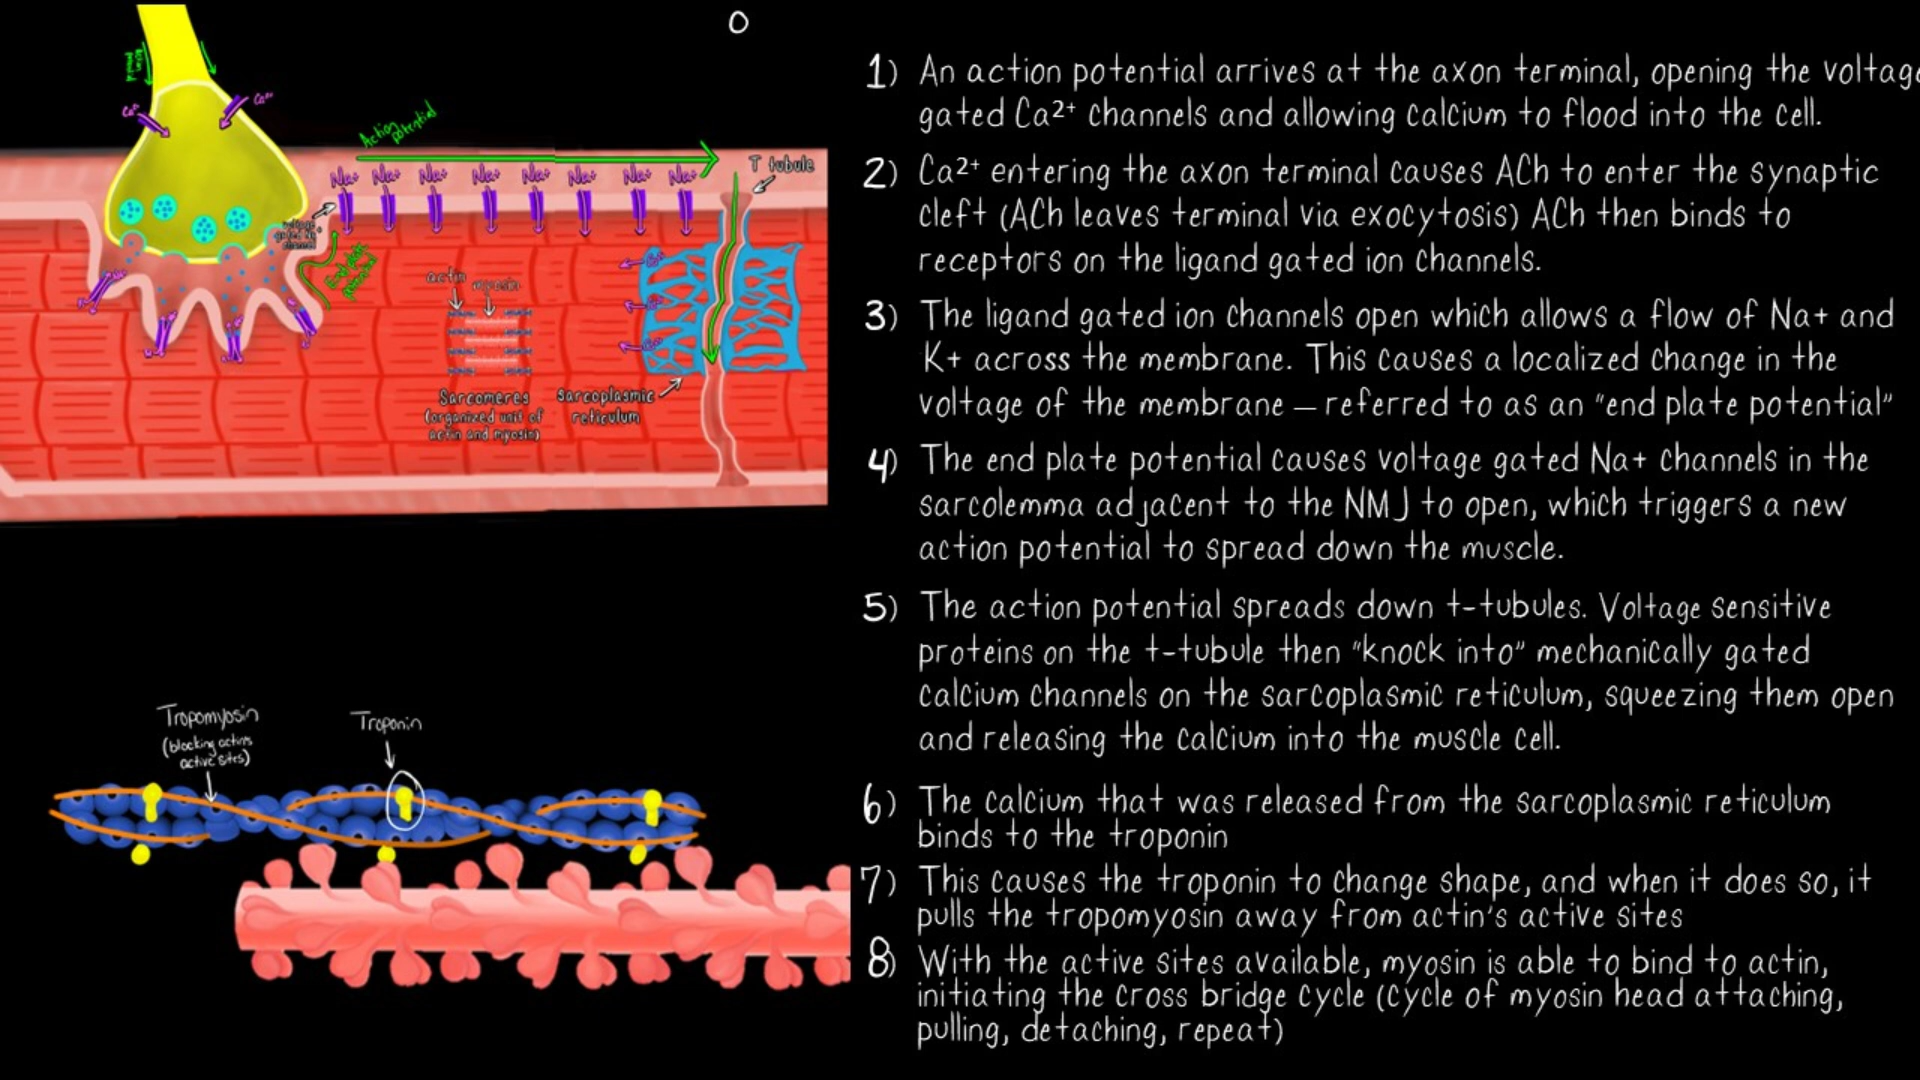 O
Action
potential
Action
potential
Ca²⁺
Ca²⁺
T tubule
Na+ Na+ Na+ Na+ Na+ Na+ Na+ Na+
voltage
gated Na+
channel
End plate
potential
actin
myosin
Sarcomeres
(organized unit of
actin and myosin)
Sarcoplasmic
reticulum
Tropomyosin
(blocking actin's
active sites)
Troponin
1) An action potential arrives at the axon terminal, opening the voltage
gated Ca²⁺ channels and allowing calcium to flood into the cell.
2) Ca²⁺ entering the axon terminal causes ACh to enter the synaptic
cleft (ACh leaves terminal via exocytosis) ACh then binds to
receptors on the ligand gated ion channels.
3) The ligand gated ion channels open which allows a flow of Na+ and
K+ across the membrane. This causes a localized change in the
voltage of the membrane – referred to as an "end plate potential"
4) The end plate potential causes voltage gated Na+ channels in the
sarcolemma adjacent to the NMJ to open, which triggers a new
action potential to spread down the muscle.
5) The action potential spreads down t-tubules. Voltage sensitive
proteins on the t-tubule then "knock into" mechanically gated
calcium channels on the sarcoplasmic reticulum, squeezing them open
and releasing the calcium into the muscle cell.
6) The calcium that was released from the sarcoplasmic reticulum
binds to the troponin
7) This causes the troponin to change shape, and when it does so, it
pulls the tropomyosin away from actin's active sites
8) With the active sites available, myosin is able to bind to actin,
initiating the cross bridge cycle (cycle of myosin head attaching,
pulling, detaching, repeat)